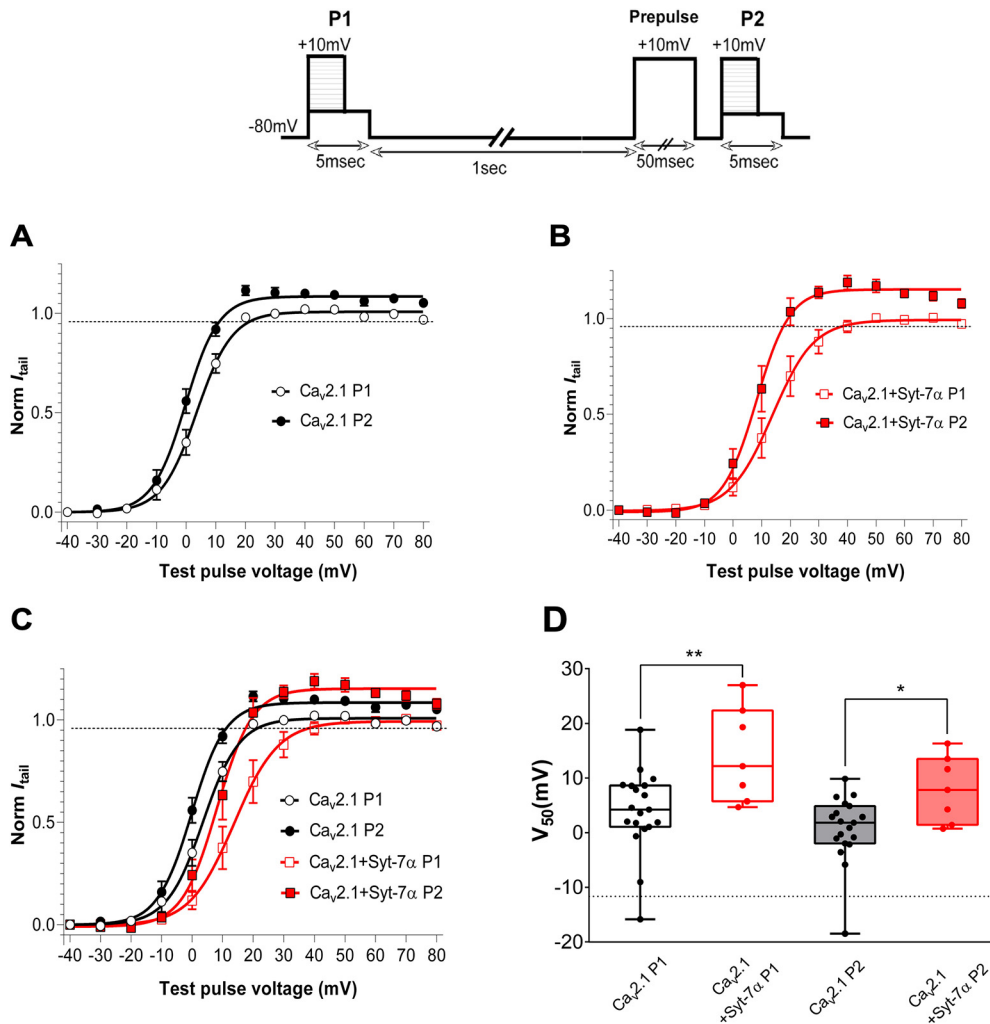 P1
Prepulse
P2
+10mV
+10mV
+10mV
-80mV
5msec
1sec
50msec
5msec
A
Norm Itail
1.0
0.5
0.0
Cav2.1 P1
Cav2.1 P2
-40 -30 -20 -10 0 10 20 30 40 50 60 70 80
Test pulse voltage (mV)
B
Norm Itail
1.0
0.5
0.0
Cav2.1+Syt-7α P1
Cav2.1+Syt-7α P2
-40 -30 -20 -10 0 10 20 30 40 50 60 70 80
Test pulse voltage (mV)
C
Norm Itail
1.0
0.5
0.0
Cav2.1 P1
Cav2.1 P2
Cav2.1+Syt-7α P1
Cav2.1+Syt-7α P2
-40 -30 -20 -10 0 10 20 30 40 50 60 70 80
Test pulse voltage (mV)
D
V50(mV)
30
20
10
0
-10
-20
**
*
Cav2.1 P1
Cav2.1
+Syt-7α P1
Cav2.1 P2
Cav2.1
+Syt-7α P2